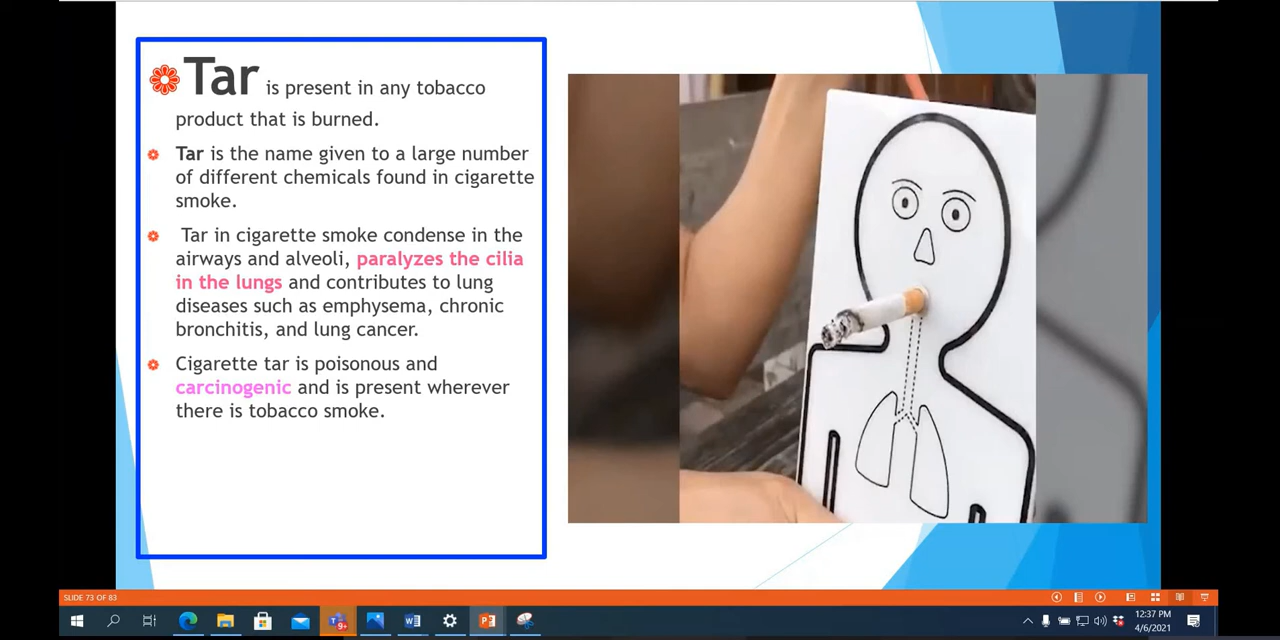 Tar is present in any tobacco
product that is burned.
Tar is the name given to a large number
of different chemicals found in cigarette
smoke.
Tar in cigarette smoke condense in the
airways and alveoli, paralyzes the cilia
in the lungs and contributes to lung
diseases such as emphysema, chronic
bronchitis, and lung cancer.
Cigarette tar is poisonous and
carcinogenic and is present wherever
there is tobacco smoke.
SLIDE 73 OF 83
9+
12:37 PM
4/6/2021